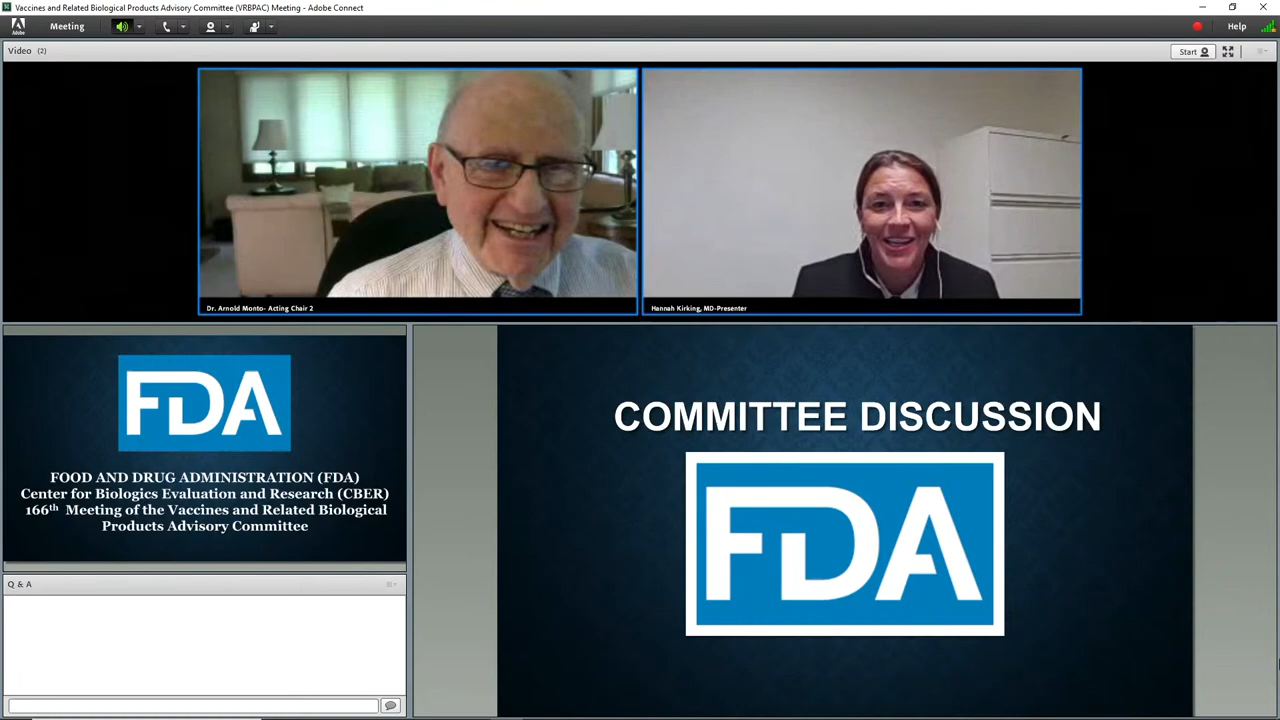 Vaccines and Related Biological Products Advisory Committee (VRBPAC) Meeting - Adobe Connect
Adobe
Meeting
Help
Video (2)
Start
Dr. Arnold Monto- Acting Chair 2
Hannah Kirking, MD-Presenter
FDA
FOOD AND DRUG ADMINISTRATION (FDA)
Center for Biologics Evaluation and Research (CBER)
166th Meeting of the Vaccines and Related Biological
Products Advisory Committee
Q & A
COMMITTEE DISCUSSION
FDA